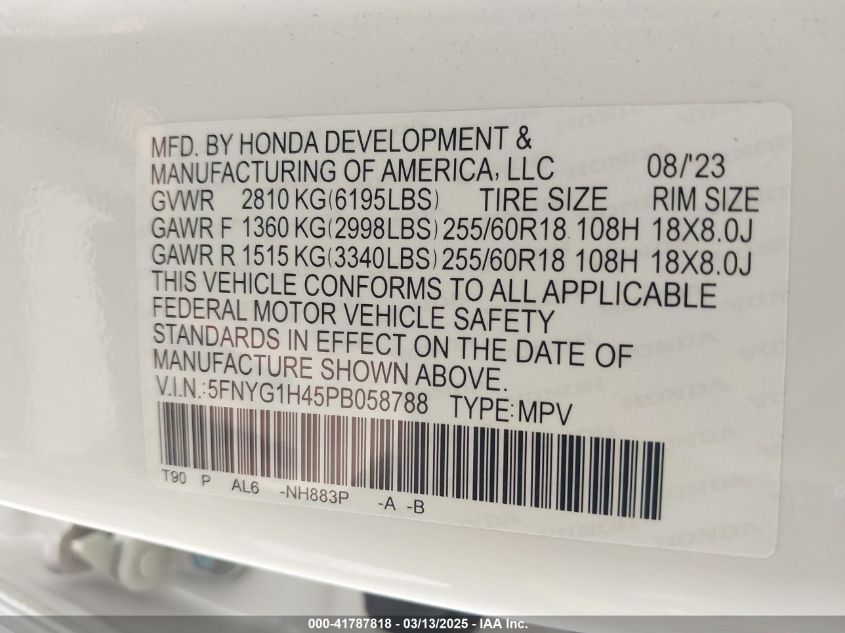 MFD. BY HONDA DEVELOPMENT &
MANUFACTURING OF AMERICA, LLC 08/'23
GVWR 2810 KG(6195LBS) TIRE SIZE RIM SIZE
GAWR F 1360 KG(2998LBS) 255/60R18 108H 18X8.0J
GAWR R 1515 KG(3340LBS) 255/60R18 108H 18X8.0J
THIS VEHICLE CONFORMS TO ALL APPLICABLE
FEDERAL MOTOR VEHICLE SAFETY
STANDARDS IN EFFECT ON THE DATE OF
MANUFACTURE SHOWN ABOVE.
V.I.N.:5FNYG1H45PB058788 TYPE:MPV
T90 P AL6 -NH883P -A -B
000-41787818 - 03/13/2025 - IAA Inc.